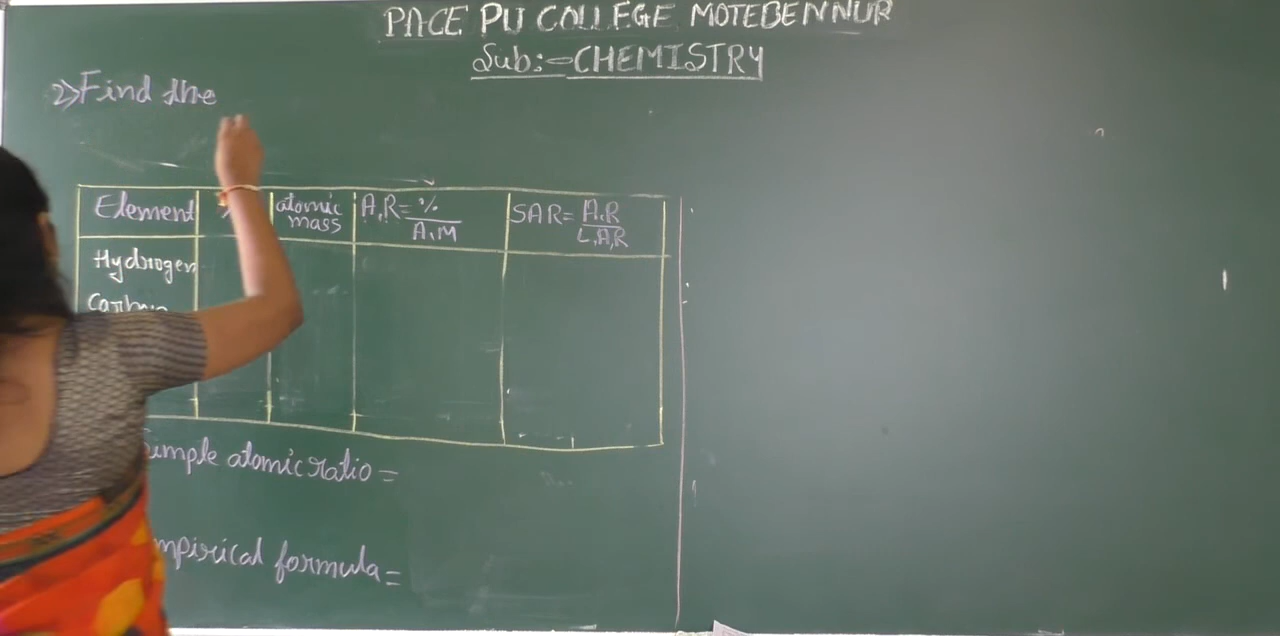 PACE PU COLLEGE MOTEBENNUR
Sub:- CHEMISTRY
2) Find the
Element % atomic mass A.R = %/A.M SAR = A.R/L.A.R
Hydrogen
Carbon
Simple atomic ratio =
Empirical formula =